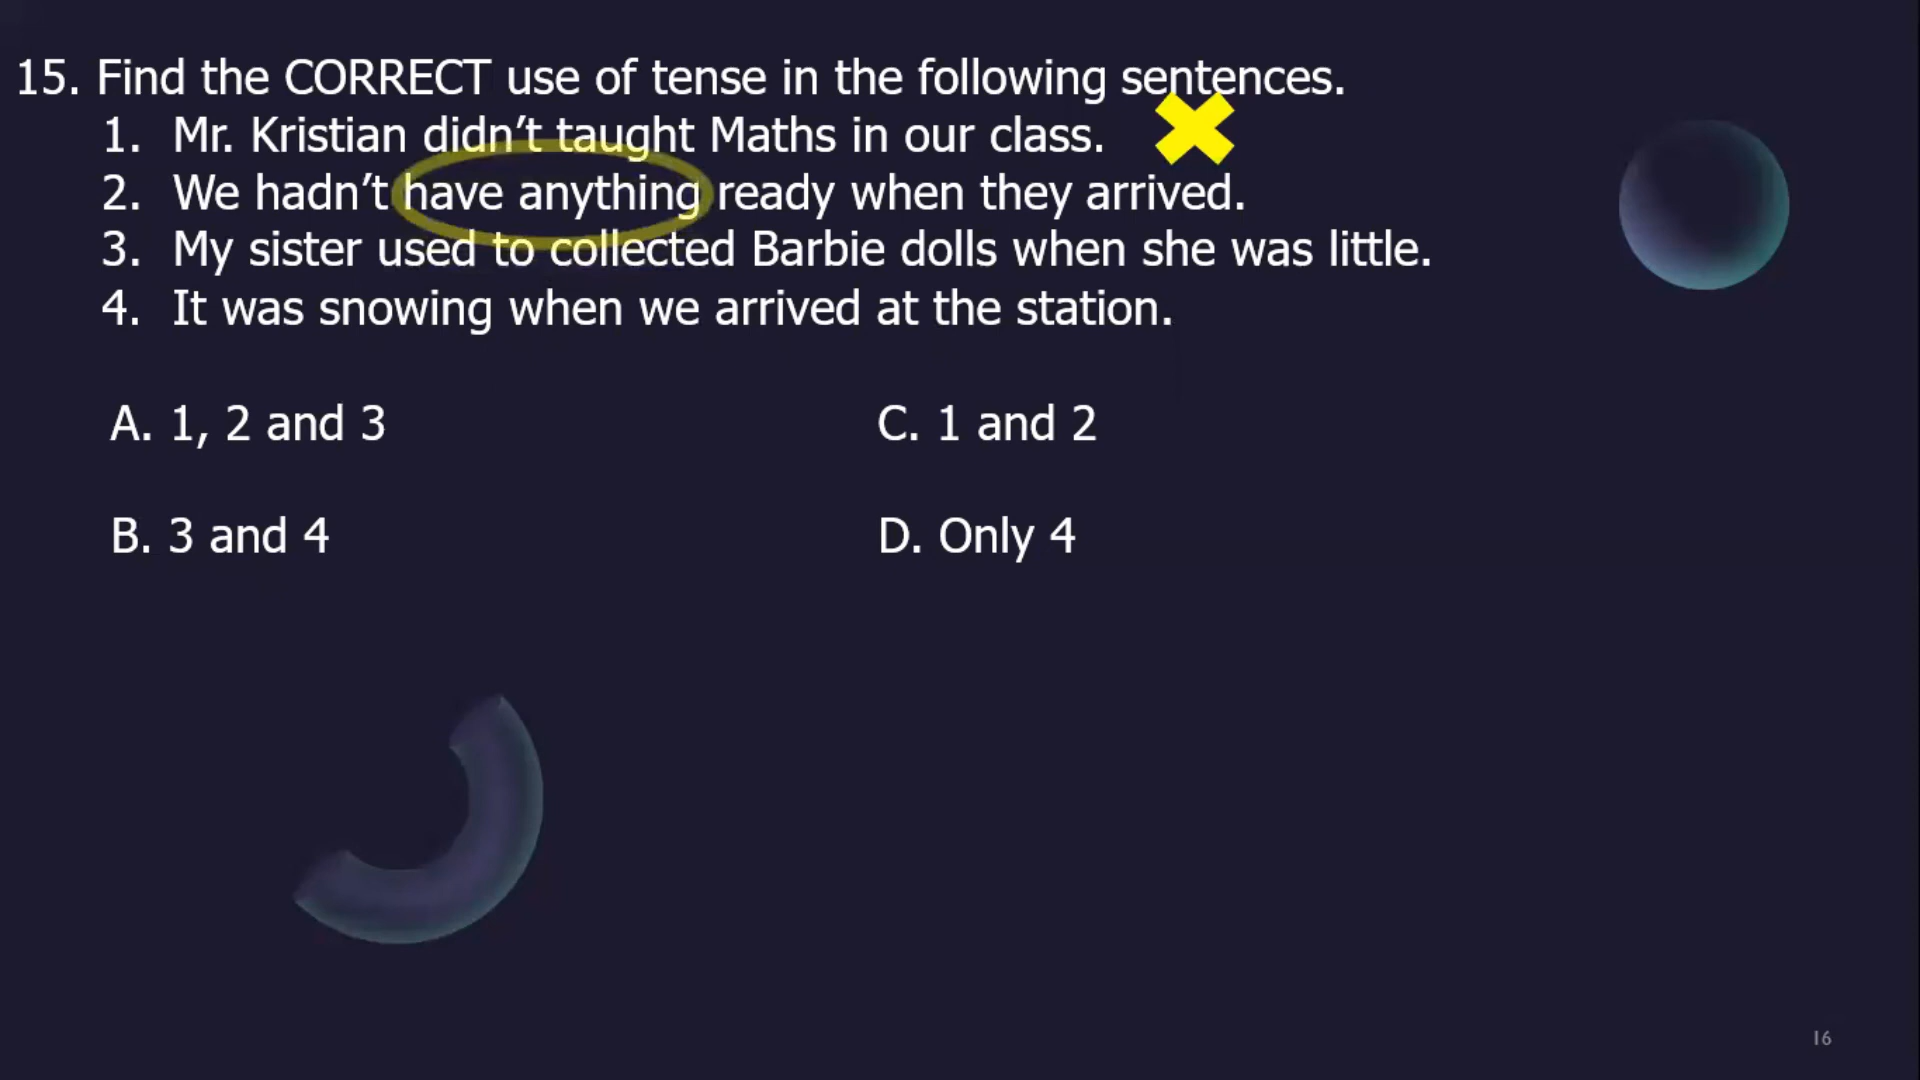 15. Find the CORRECT use of tense in the following sentences.
1. Mr. Kristian didn’t taught Maths in our class.
2. We hadn’t have anything ready when they arrived.
3. My sister used to collected Barbie dolls when she was little.
4. It was snowing when we arrived at the station.
A. 1, 2 and 3
C. 1 and 2
B. 3 and 4
D. Only 4
16